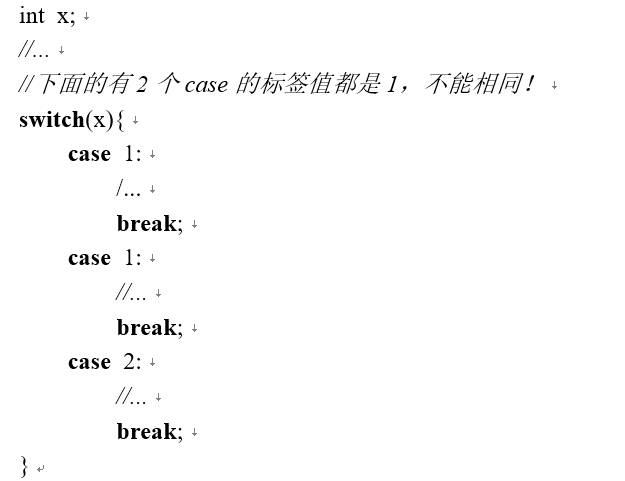 int x;
//...
//下面的有2 个 case 的标签值都是1，不能相同！
switch(x){
case 1:
/...
break;
case 1:
//...
break;
case 2:
//...
break;
}